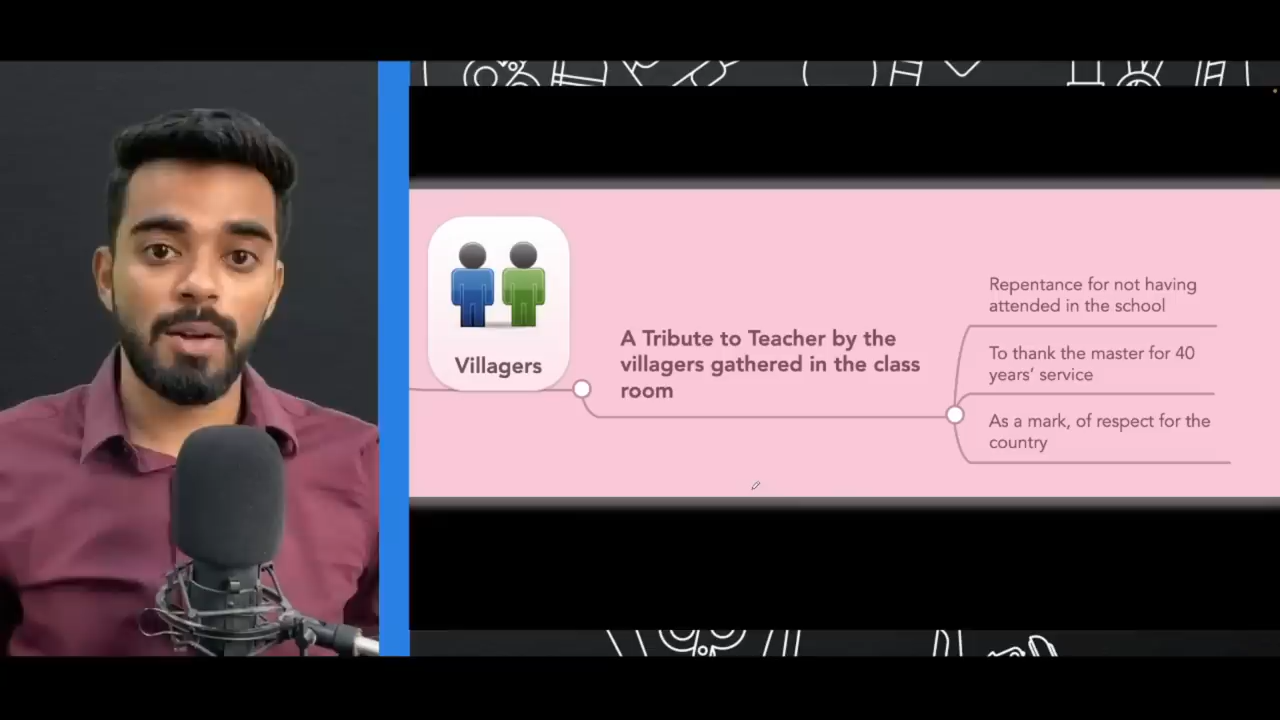 Villagers
A Tribute to Teacher by the
villagers gathered in the class
room
Repentance for not having
attended in the school
To thank the master for 40
years’ service
As a mark, of respect for the
country